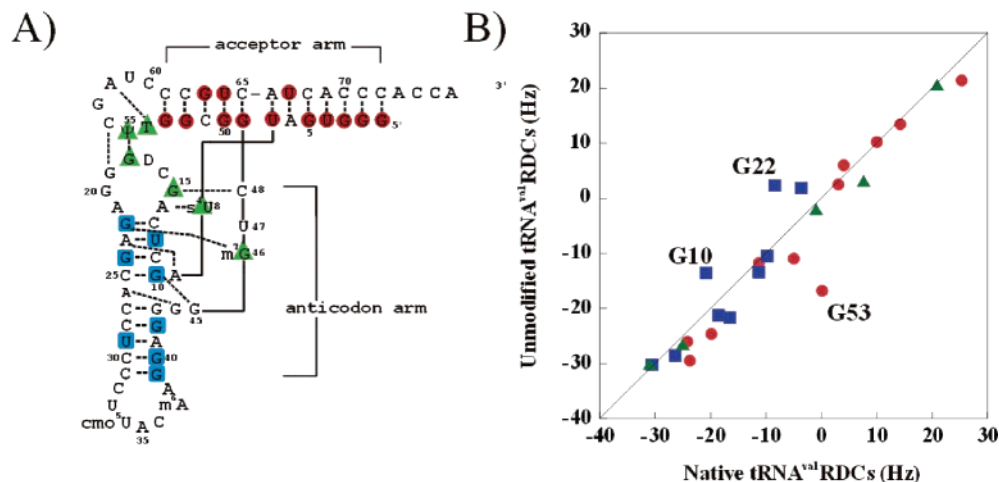 A)
acceptor arm
60 65 70
A U C C C G U C - A U C A C C C A C C A 3'
G T G G C G G U A G U G G G 5'
55 50 5
C Ψ
G D C G 15 C 48
G
20 G A s4U8
A C U 47
G U
A C m7G 46
25 G G A
C 10
A G G G 45
C G
C G
U A
30 C G 40
C G
C A
U m6A
cmo5U A C
35
anticodon arm
B)
Unmodified tRNAval RDCs (Hz)
30
20
10
0
-10
-20
-30
-40
G22
G10
G53
-40 -30 -20 -10 0 10 20 30
Native tRNAval RDCs (Hz)